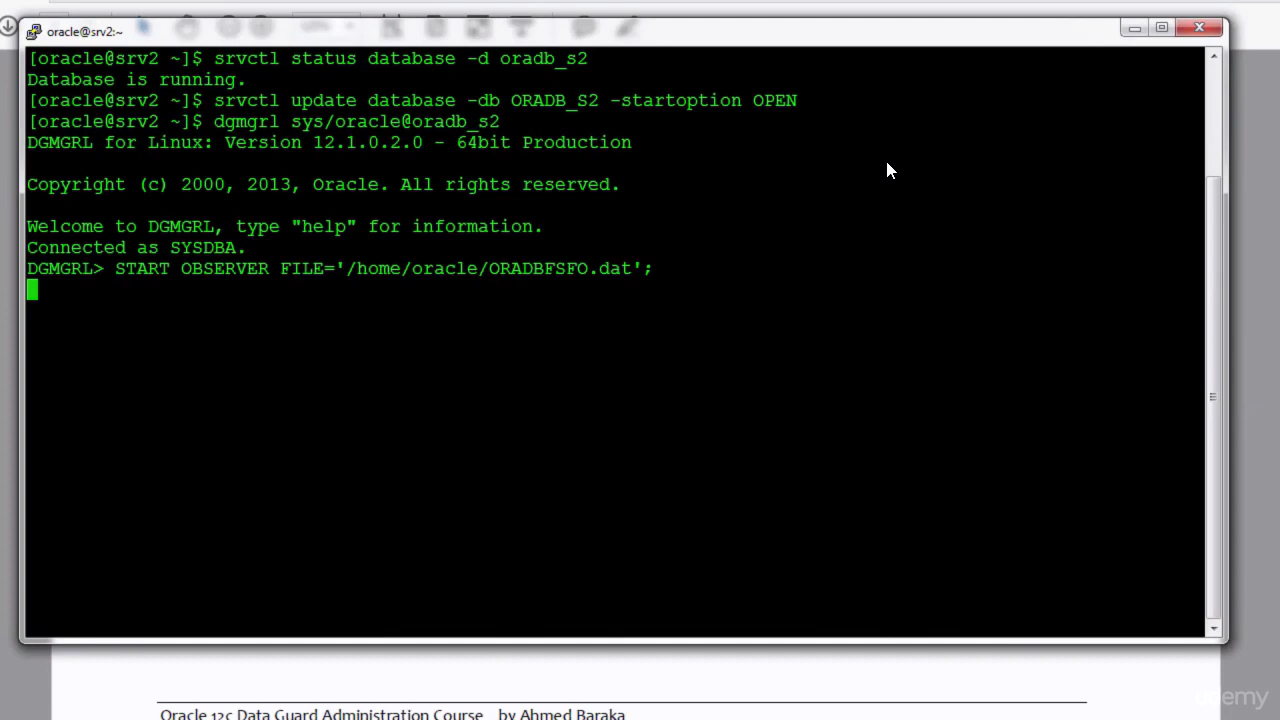 oracle@srv2:~
[oracle@srv2 ~]$ srvctl status database -d oradb_s2
Database is running.
[oracle@srv2 ~]$ srvctl update database -db ORADB_S2 -startoption OPEN
[oracle@srv2 ~]$ dgmgrl sys/oracle@oradb_s2
DGMGRL for Linux: Version 12.1.0.2.0 - 64bit Production
Copyright (c) 2000, 2013, Oracle. All rights reserved.
Welcome to DGMGRL, type "help" for information.
Connected as SYSDBA.
DGMGRL> START OBSERVER FILE='/home/oracle/ORADBFSFO.dat';
udemy
Oracle 12c Data Guard Administration Course by Ahmed Baraka